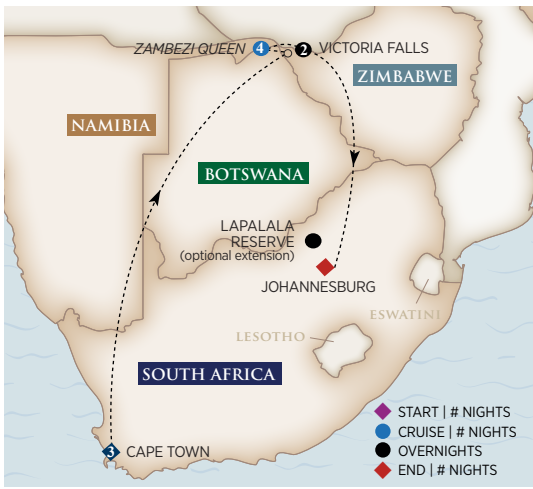 ZAMBEZI QUEEN
4
2
VICTORIA FALLS
ZIMBABWE
NAMIBIA
BOTSWANA
LAPALALA
RESERVE
(optional extension)
JOHANNESBURG
ESWATINI
LESOTHO
SOUTH AFRICA
3
CAPE TOWN
START | # NIGHTS
CRUISE | # NIGHTS
OVERNIGHTS
END | # NIGHTS